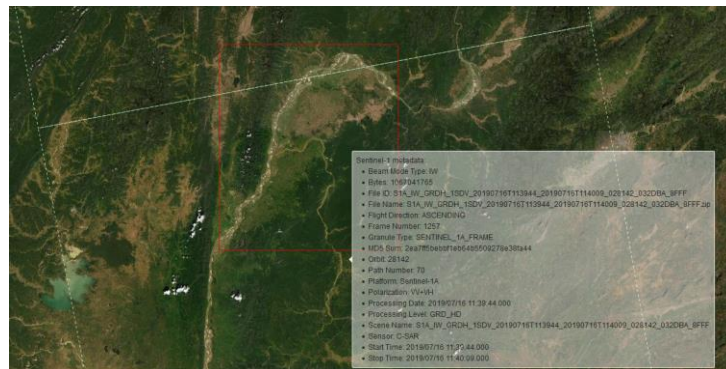 Sentinel-1 metadata:
• Beam Mode Type: IW
• Bytes: 1067041765
• File ID: S1A_IW_GRDH_1SDV_20190716T113944_20190716T114009_028142_032DBA_8FFF
• File Name: S1A_IW_GRDH_1SDV_20190716T113944_20190716T114009_028142_032DBA_8FFF.zip
• Flight Direction: ASCENDING
• Frame Number: 1257
• Granule Type: SENTINEL_1A_FRAME
• MD5 Sum:
• Orbit: 28142
• Path Number: 70
• Platform: Sentinel-1A
• Polarization: VV+VH
• Processing Date: 2019/07/16 11:39:44.000
• Processing Level: GRD_HD
• Scene Name: S1A_IW_GRDH_1SDV_20190716T113944_20190716T114009_028142_032DBA_8FFF
• Sensor: C-SAR
• Start Time: 2019/07/16 11:39:44.000
• Stop Time: 2019/07/16 11:40:09.000